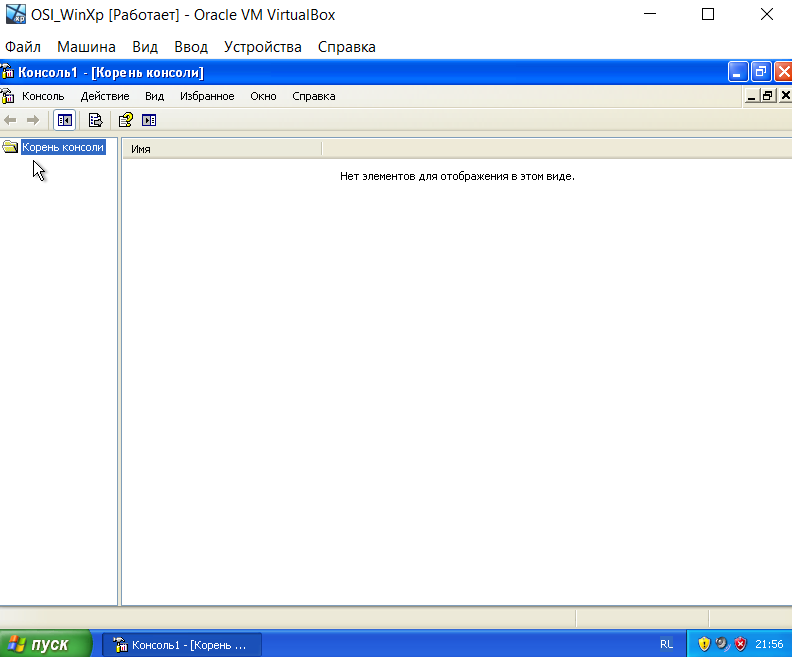 OSI_WinXp [Работает] - Oracle VM VirtualBox
Файл Машина Вид Ввод Устройства Справка
Консоль1 - [Корень консоли]
Консоль Действие Вид Избранное Окно Справка
Корень консоли
Имя
Нет элементов для отображения в этом виде.
пуск
Консоль1 - [Корень ...
RL
21:56